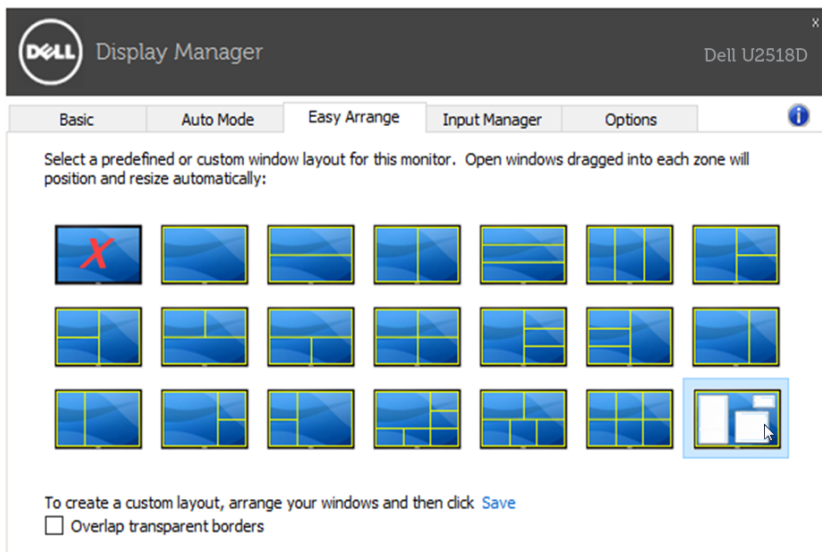 x
DELL Display Manager
Dell U2518D
Basic Auto Mode Easy Arrange Input Manager Options i
Select a predefined or custom window layout for this monitor. Open windows dragged into each zone will
position and resize automatically:
X
To create a custom layout, arrange your windows and then click Save
Overlap transparent borders